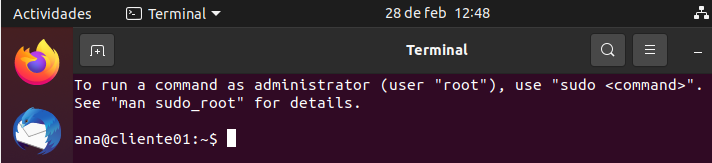 Actividades Terminal 28 de feb 12:48
Terminal
To run a command as administrator (user "root"), use "sudo <command>".
See "man sudo_root" for details.
ana@cliente01:~$